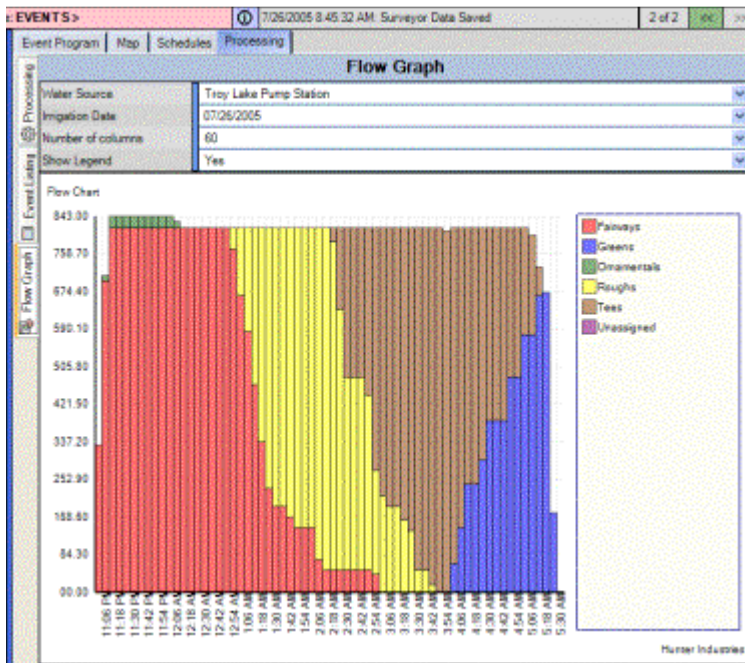 : EVENTS >
7/26/2005 8:45:32 AM: Surveyor Data Saved
2 of 2
<<
>>
Event Program
Map
Schedules
Processing
Processing
Event Listing
Flow Graph
Flow Graph
Water Source
Troy Lake Pump Station
Irrigation Date
07/26/2005
Number of columns
60
Show Legend
Yes
Flow Chart
843.00
758.70
674.40
590.10
505.80
421.50
337.20
252.90
168.60
84.30
00.00
Fairways
Greens
Ornamentals
Roughs
Tees
Unassigned
11:06 PM
11:18 PM
11:30 PM
11:42 PM
11:54 PM
12:06 AM
12:18 AM
12:30 AM
12:42 AM
12:54 AM
1:06 AM
1:18 AM
1:30 AM
1:42 AM
1:54 AM
2:06 AM
2:18 AM
2:30 AM
2:42 AM
2:54 AM
3:06 AM
3:18 AM
3:30 AM
3:42 AM
3:54 AM
4:06 AM
4:18 AM
4:30 AM
4:42 AM
4:54 AM
5:06 AM
5:18 AM
5:30 AM
Hunter Industries